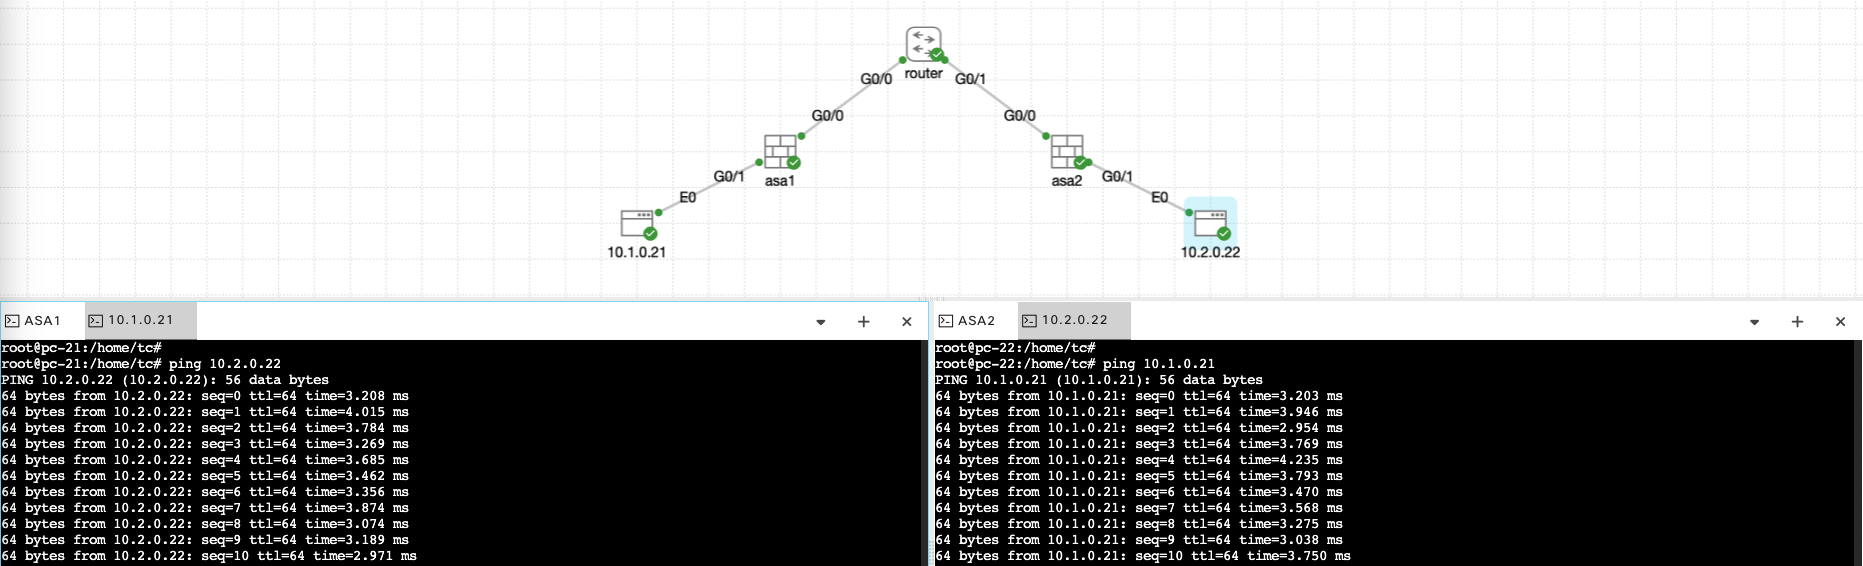 router
G0/0
G0/1
G0/0
G0/0
asa1
asa2
G0/1
G0/1
E0
E0
10.1.0.21
10.2.0.22
ASA1
10.1.0.21
root@pc-21:/home/tc#
root@pc-21:/home/tc# ping 10.2.0.22
PING 10.2.0.22 (10.2.0.22): 56 data bytes
64 bytes from 10.2.0.22: seq=0 ttl=64 time=3.208 ms
64 bytes from 10.2.0.22: seq=1 ttl=64 time=4.015 ms
64 bytes from 10.2.0.22: seq=2 ttl=64 time=3.784 ms
64 bytes from 10.2.0.22: seq=3 ttl=64 time=3.269 ms
64 bytes from 10.2.0.22: seq=4 ttl=64 time=3.685 ms
64 bytes from 10.2.0.22: seq=5 ttl=64 time=3.462 ms
64 bytes from 10.2.0.22: seq=6 ttl=64 time=3.356 ms
64 bytes from 10.2.0.22: seq=7 ttl=64 time=3.874 ms
64 bytes from 10.2.0.22: seq=8 ttl=64 time=3.074 ms
64 bytes from 10.2.0.22: seq=9 ttl=64 time=3.189 ms
64 bytes from 10.2.0.22: seq=10 ttl=64 time=2.971 ms
ASA2
10.2.0.22
root@pc-22:/home/tc#
root@pc-22:/home/tc# ping 10.1.0.21
PING 10.1.0.21 (10.1.0.21): 56 data bytes
64 bytes from 10.1.0.21: seq=0 ttl=64 time=3.203 ms
64 bytes from 10.1.0.21: seq=1 ttl=64 time=3.946 ms
64 bytes from 10.1.0.21: seq=2 ttl=64 time=2.954 ms
64 bytes from 10.1.0.21: seq=3 ttl=64 time=3.769 ms
64 bytes from 10.1.0.21: seq=4 ttl=64 time=4.235 ms
64 bytes from 10.1.0.21: seq=5 ttl=64 time=3.793 ms
64 bytes from 10.1.0.21: seq=6 ttl=64 time=3.470 ms
64 bytes from 10.1.0.21: seq=7 ttl=64 time=3.568 ms
64 bytes from 10.1.0.21: seq=8 ttl=64 time=3.275 ms
64 bytes from 10.1.0.21: seq=9 ttl=64 time=3.038 ms
64 bytes from 10.1.0.21: seq=10 ttl=64 time=3.750 ms